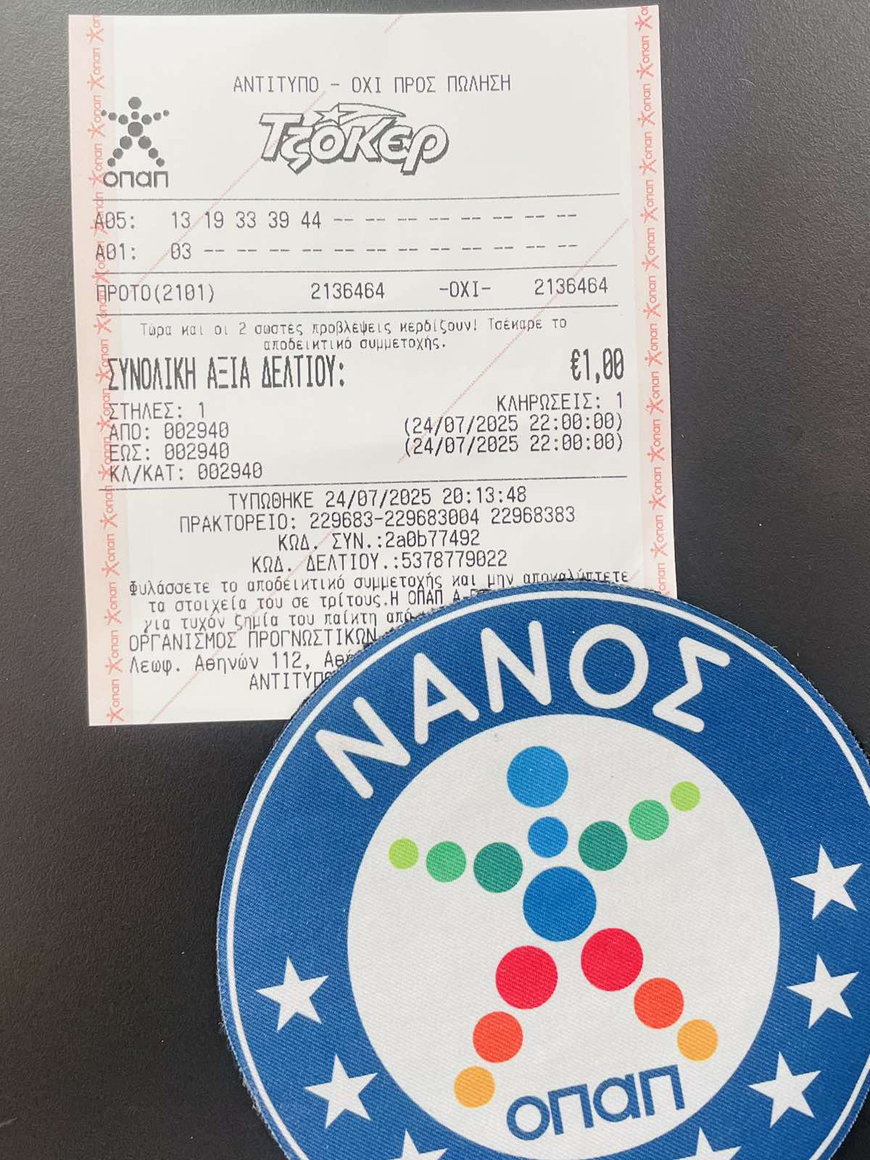 ΑΝΤΙΤΥΠΟ - ΟΧΙ ΠΡΟΣ ΠΩΛΗΣΗ
ΤζΟΚερ
οπαπ
Α05: 13 19 33 39 44 -- -- -- -- -- -- -- --
Α01: 03 -- -- -- -- -- -- -- -- -- -- -- --
ΠΡΟΤΟ(2101) 2136464 -ΟΧΙ- 2136464
Τώρα και οι 2 σωστές προβλέψεις κερδίζουν! Τσέκαρε το
αποδεικτικό συμμετοχής.
ΣΥΝΟΛΙΚΗ ΑΞΙΑ ΔΕΛΤΙΟΥ: €1,00
ΣΤΗΛΕΣ: 1 ΚΛΗΡΩΣΕΙΣ: 1
ΑΠΟ: 002940 (24/07/2025 22:00:00)
ΕΩΣ: 002940 (24/07/2025 22:00:00)
ΚΛ/ΚΑΤ: 002940
ΤΥΠΩΘΗΚΕ 24/07/2025 20:13:48
ΠΡΑΚΤΟΡΕΙΟ: 229683-229683004 22968383
ΚΩΔ. ΣΥΝ.:2a0b77492
ΚΩΔ. ΔΕΛΤΙΟΥ.:5378779022
Φυλάσσετε το αποδεικτικό συμμετοχής και μην αποκαλύπτετε
τα στοιχεία του σε τρίτους.Η ΟΠΑΠ Α.
για τυχόν ζημία του παίκτη από
ΟΡΓΑΝΙΣΜΟΣ ΠΡΟΓΝΩΣΤΙΚΩΝ
Λεωφ. Αθηνών 112,
ΝΑΝΟΣ
οπαπ